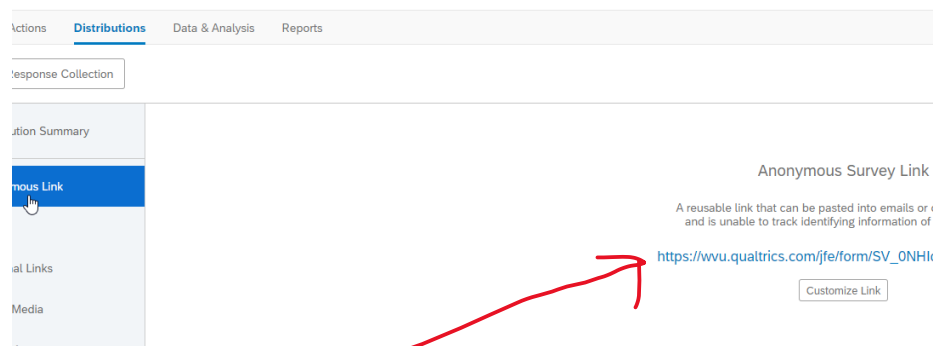 Actions Distributions Data & Analysis Reports
Response Collection
ution Summary
mous Link
Anonymous Survey Link
A reusable link that can be pasted into emails or
and is unable to track identifying information of
https://wvu.qualtrics.com/jfe/form/SV_0NHI
al Links
Customize Link
Media